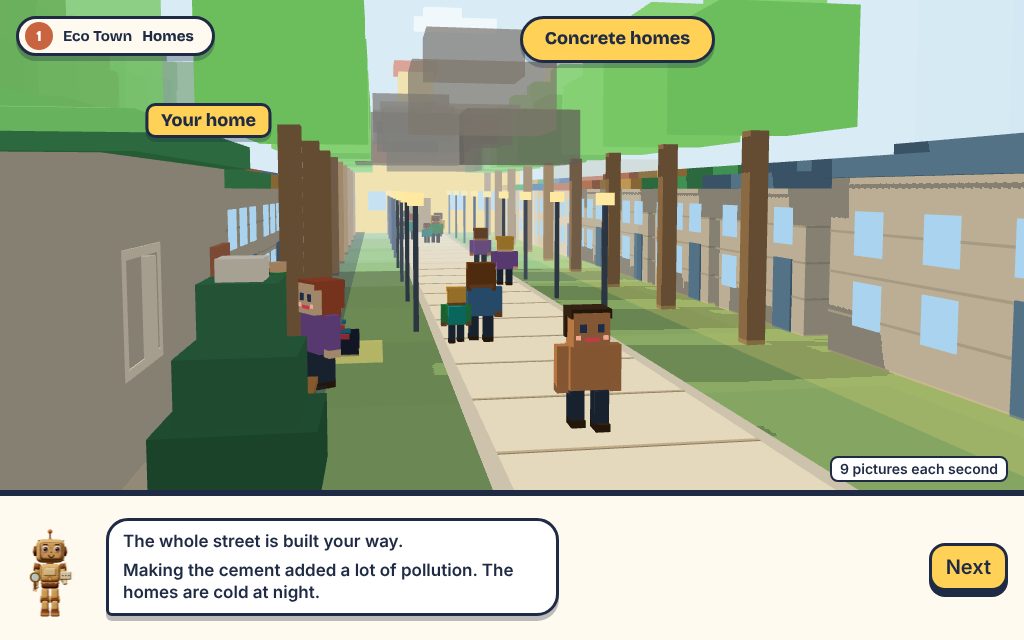 1 Eco Town Homes
Concrete homes
Your home
9 pictures each second
The whole street is built your way.
Making the cement added a lot of pollution. The
homes are cold at night.
Next